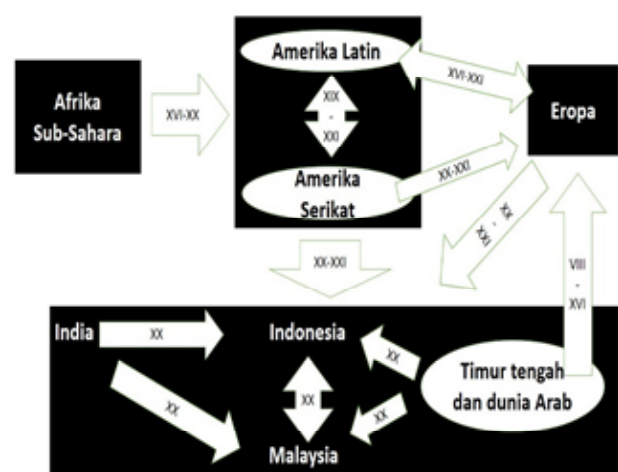 Amerika Latin
Afrika
Sub-Sahara
XVI-XX
XIX
-
XXI
XVI-XXI
Eropa
Amerika
Serikat
XX-XXI
XX - XXI
XX-XXI
VIII
-
XVI
India
XX
Indonesia
XX
Timur tengah
dan dunia Arab
XX
XX
XX
Malaysia